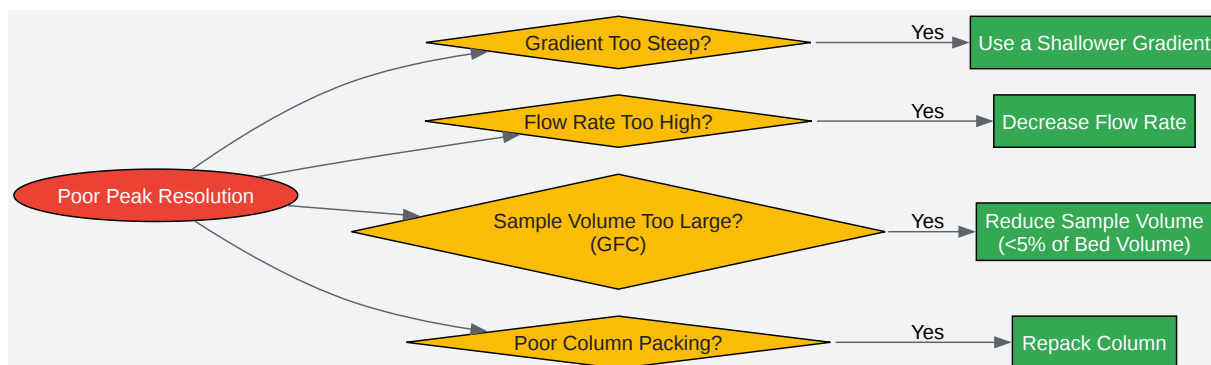 Gradient Too Steep?
Yes
Use a Shallower Gradient
Flow Rate Too High?
Yes
Decrease Flow Rate
Poor Peak Resolution
Sample Volume Too Large?
(GFC)
Yes
Reduce Sample Volume
(<5% of Bed Volume)
Poor Column Packing?
Yes
Repack Column